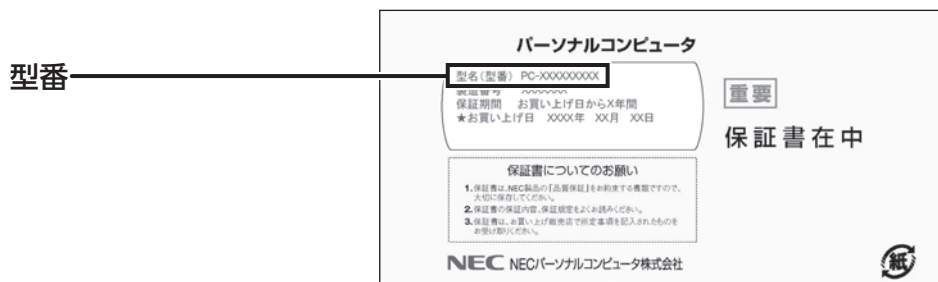 パーソナルコンピュータ
型番
型名(型番) PC-XXXXXXXXX
製造番号 XXXXXXX
保証期間 お買い上げ日からX年間
★お買い上げ日 XXXX年 XX月 XX日
重要
保証書在中
保証書についてのお願い
1.保証書は、NEC製品の「品質保証」をお約束する書類ですので、
大切に保存してください。
2.保証書の保証内容、保証規定をよくお読みください。
3.保証書は、お買い上げ販売店で所定事項を記入されたものを
お受け取りください。
NEC NECパーソナルコンピュータ株式会社
紙